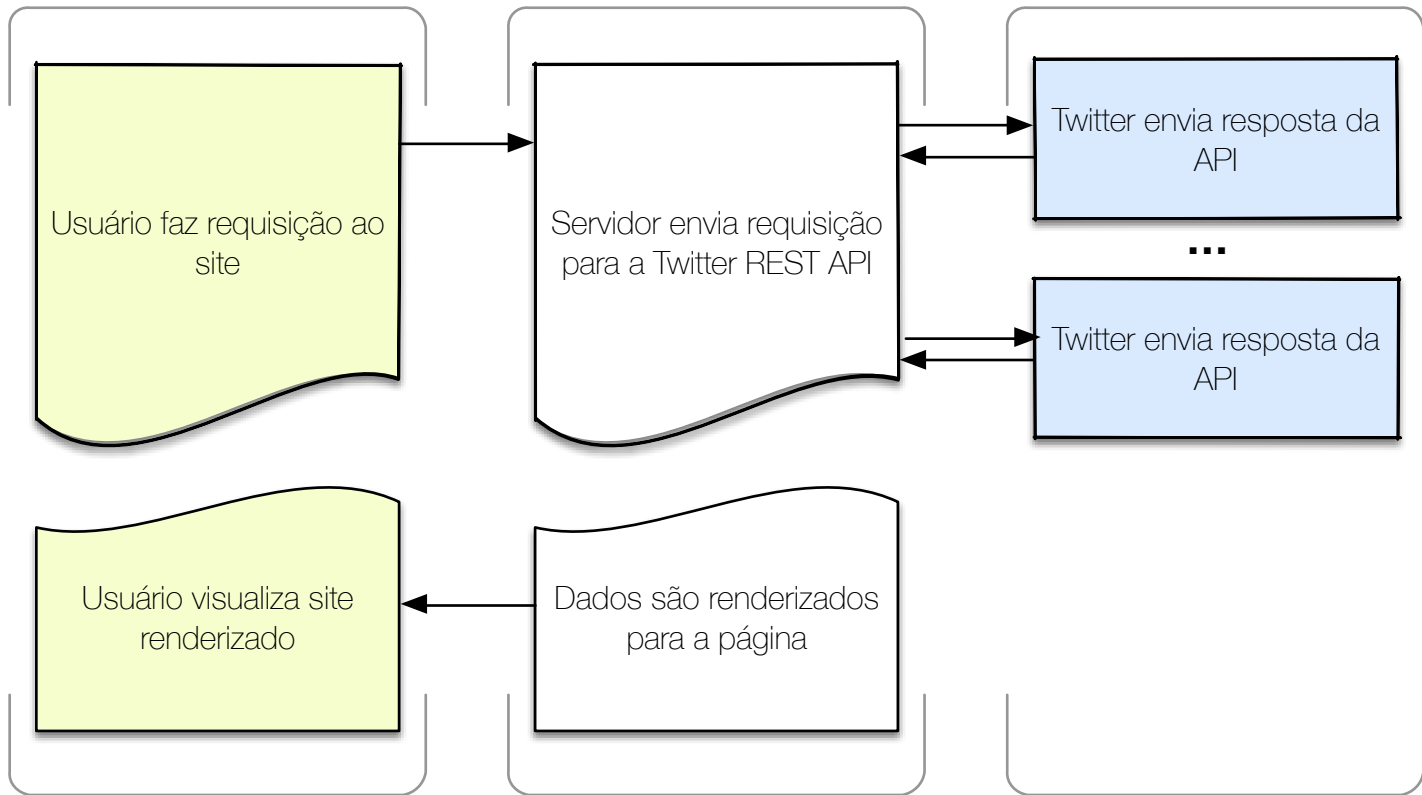 Usuário faz requisição ao
site
Servidor envia requisição
para a Twitter REST API
Twitter envia resposta da
API
...
Twitter envia resposta da
API
Usuário visualiza site
renderizado
Dados são renderizados
para a página